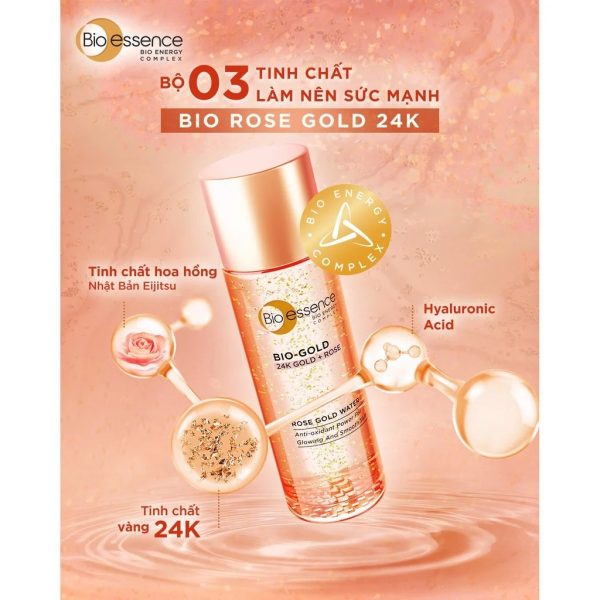 Bio essence
BIO ENERGY
COMPLEX
BỘ 03 TINH CHẤT
LÀM NÊN SỨC MẠNH
BIO ROSE GOLD 24K
BIO ENERGY COMPLEX
Tinh chất hoa hồng
Nhật Bản Eijitsu
Hyaluronic
Acid
Bio essence
BIO ENERGY
COMPLEX
BIO-GOLD
24K GOLD + ROSE
ROSE GOLD WATER
Anti-oxidant Power
Glowing And
Tinh chất
vàng 24K